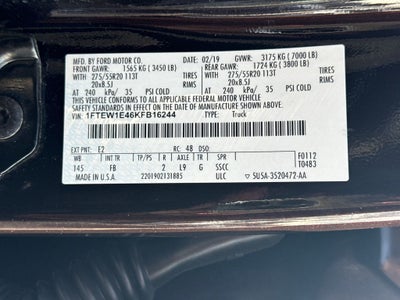 MFD. BY FORD MOTOR CO. 02/19 GVWR: 3175 KG ( 7000 LB)
FRONT GAWR: 1565 KG ( 3450 LB) REAR GAWR: 1724 KG ( 3800 LB)
WITH WITH
275/55R20 113T TIRES 275/55R20 113T TIRES
20x8.5J RIMS 20x8.5J RIMS
AT 240 kPa/ 35 PSI COLD AT 240 kPa/ 35 PSI COLD
THIS VEHICLE CONFORMS TO ALL APPLICABLE FEDERAL MOTOR VEHICLE
SAFETY STANDARDS IN EFFECT ON THE DATE OF MANUFACTURE SHOWN ABOVE.
VIN: 1FTEW1E46KFB16244 TYPE: Truck
EXT PNT: E2 RC: 48 DSO: F0112
WB INT TR TP/PS R AXLE TR SPR T0483
145 FB 2 L9 G SSCC
MADE IN U.S.A. 2201902131885 ULC 5U5A-3520472-AA